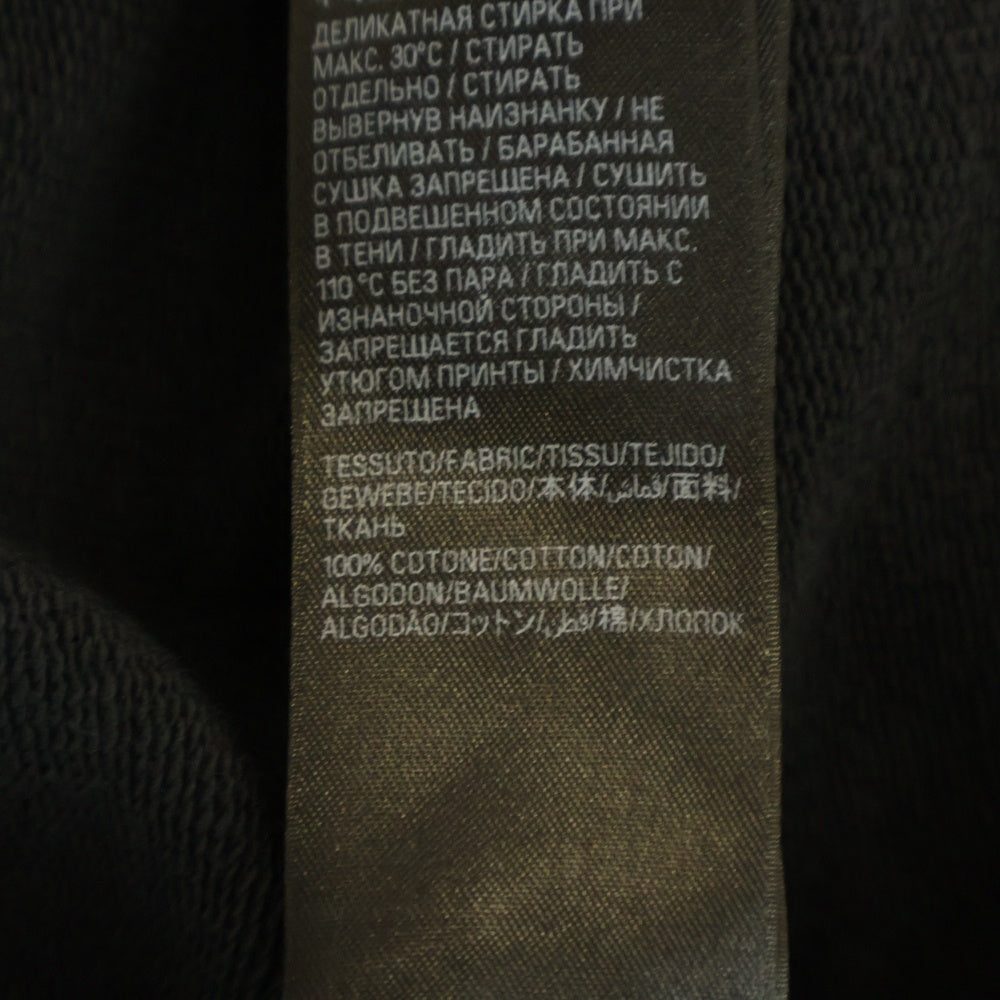 ДЕЛИКАТНАЯ СТИРКА ПРИ
МАКС. 30°C / СТИРАТЬ
ОТДЕЛЬНО / СТИРАТЬ
ВЫВЕРНУВ НАИЗНАНКУ / НЕ
ОТБЕЛИВАТЬ / БАРАБАННАЯ
СУШКА ЗАПРЕЩЕНА / СУШИТЬ
В ПОДВЕШЕННОМ СОСТОЯНИИ
В ТЕНИ / ГЛАДИТЬ ПРИ МАКС.
110 °C БЕЗ ПАРА / ГЛАДИТЬ С
ИЗНАНОЧНОЙ СТОРОНЫ /
ЗАПРЕЩАЕТСЯ ГЛАДИТЬ
УТЮГОМ ПРИНТЫ / ХИМЧИСТКА
ЗАПРЕЩЕНА
TESSUTO/FABRIC/TISSU/TEJIDO/
GEWEBE/TECIDO/本体/قماش/面料/
ТКАНЬ
100% COTONE/COTTON/COTON/
ALGODON/BAUMWOLLE/
ALGODÃO/コットン/قطن/棉/ХЛОПОК